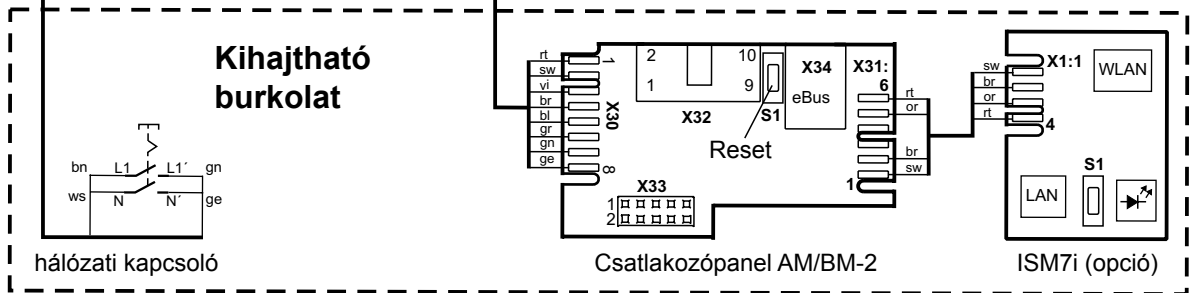 Kihajtható
burkolat
bn L1 L1´ gn
ws N N´ ge
hálózati kapcsoló
rt
sw
vi
br
bl
gr
gn
ge
1
8
X30
2 10
1 9
X32
S1
Reset
X34
eBus
X31:
6
1
rt
or
br
sw
X33
1
2
Csatlakozópanel AM/BM-2
sw
br
or
rt
X1:1
4
WLAN
LAN
S1
ISM7i (opció)